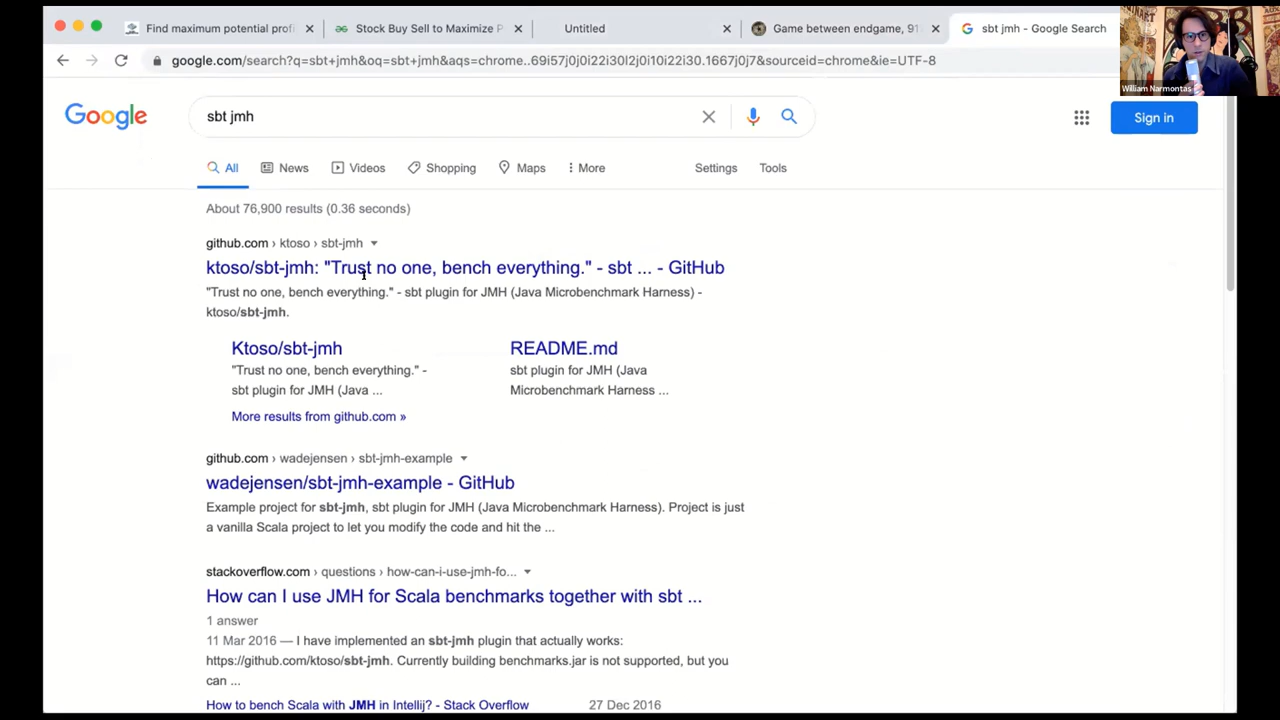 Find maximum potential profi
Stock Buy Sell to Maximize P
Untitled
Game between endgame, 91
sbt jmh - Google Search
google.com/search?q=sbt+jmh&oq=sbt+jmh&aqs=chrome..69i57j0j0i22i30l2j0i10i22i30.1667j0j7&sourceid=chrome&ie=UTF-8
William Narmontas
Google
sbt jmh
Sign in
All
News
Videos
Shopping
Maps
More
Settings
Tools
About 76,900 results (0.36 seconds)
github.com › ktoso › sbt-jmh
ktoso/sbt-jmh: "Trust no one, bench everything." - sbt ... - GitHub
"Trust no one, bench everything." - sbt plugin for JMH (Java Microbenchmark Harness) -
ktoso/sbt-jmh.
Ktoso/sbt-jmh
"Trust no one, bench everything." -
sbt plugin for JMH (Java ...
README.md
sbt plugin for JMH (Java
Microbenchmark Harness ...
More results from github.com »
github.com › wadejensen › sbt-jmh-example
wadejensen/sbt-jmh-example - GitHub
Example project for sbt-jmh, sbt plugin for JMH (Java Microbenchmark Harness). Project is just
a vanilla Scala project to let you modify the code and hit the ...
stackoverflow.com › questions › how-can-i-use-jmh-fo...
How can I use JMH for Scala benchmarks together with sbt ...
1 answer
11 Mar 2016 — I have implemented an sbt-jmh plugin that actually works:
https://github.com/ktoso/sbt-jmh. Currently building benchmarks.jar is not supported, but you
can ...
How to bench Scala with JMH in Intellij? - Stack Overflow
27 Dec 2016